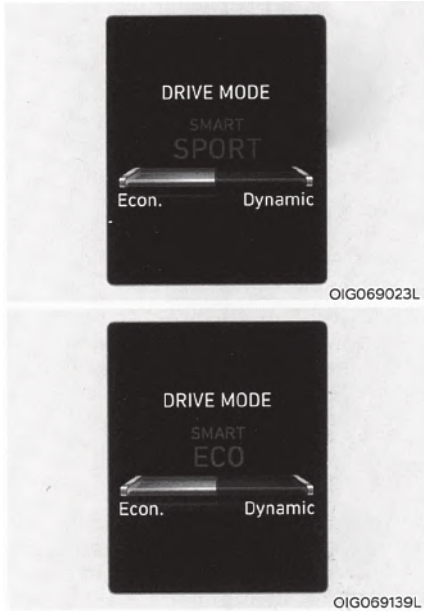 DRIVE MODE
SMART
SPORT
Econ. Dynamic
OIG069023L
DRIVE MODE
SMART
ECO
Econ. Dynamic
OIG069139L